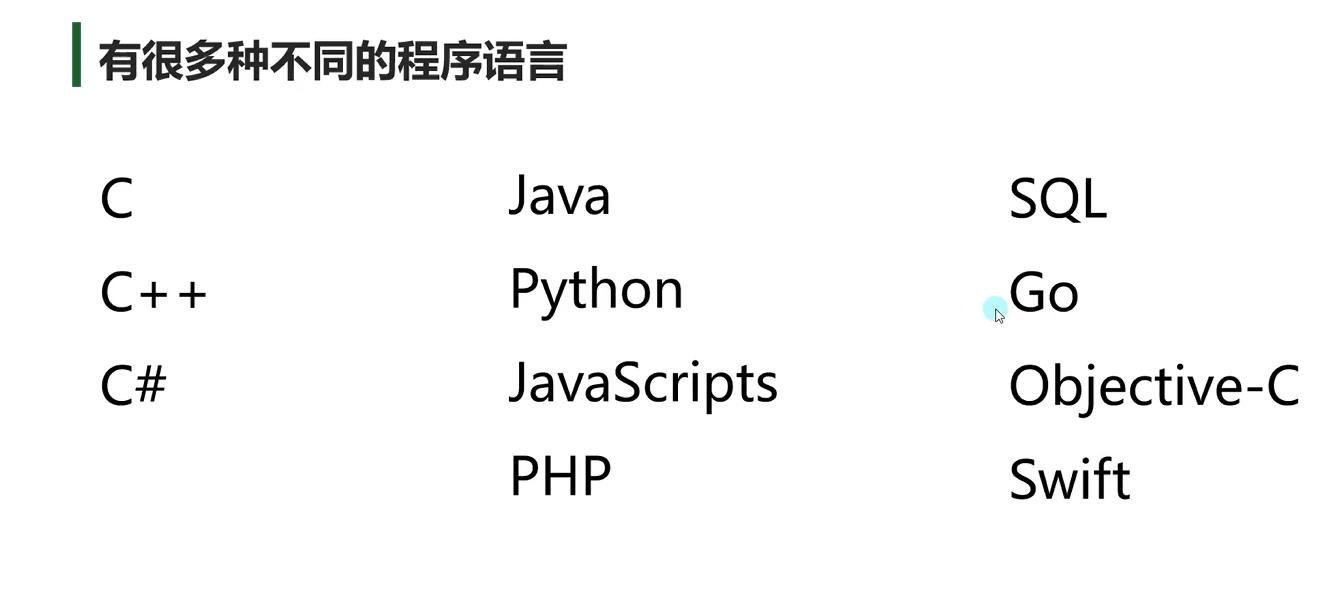 有很多种不同的程序语言
C
C++
C#
Java
Python
JavaScripts
PHP
SQL
Go
Objective-C
Swift